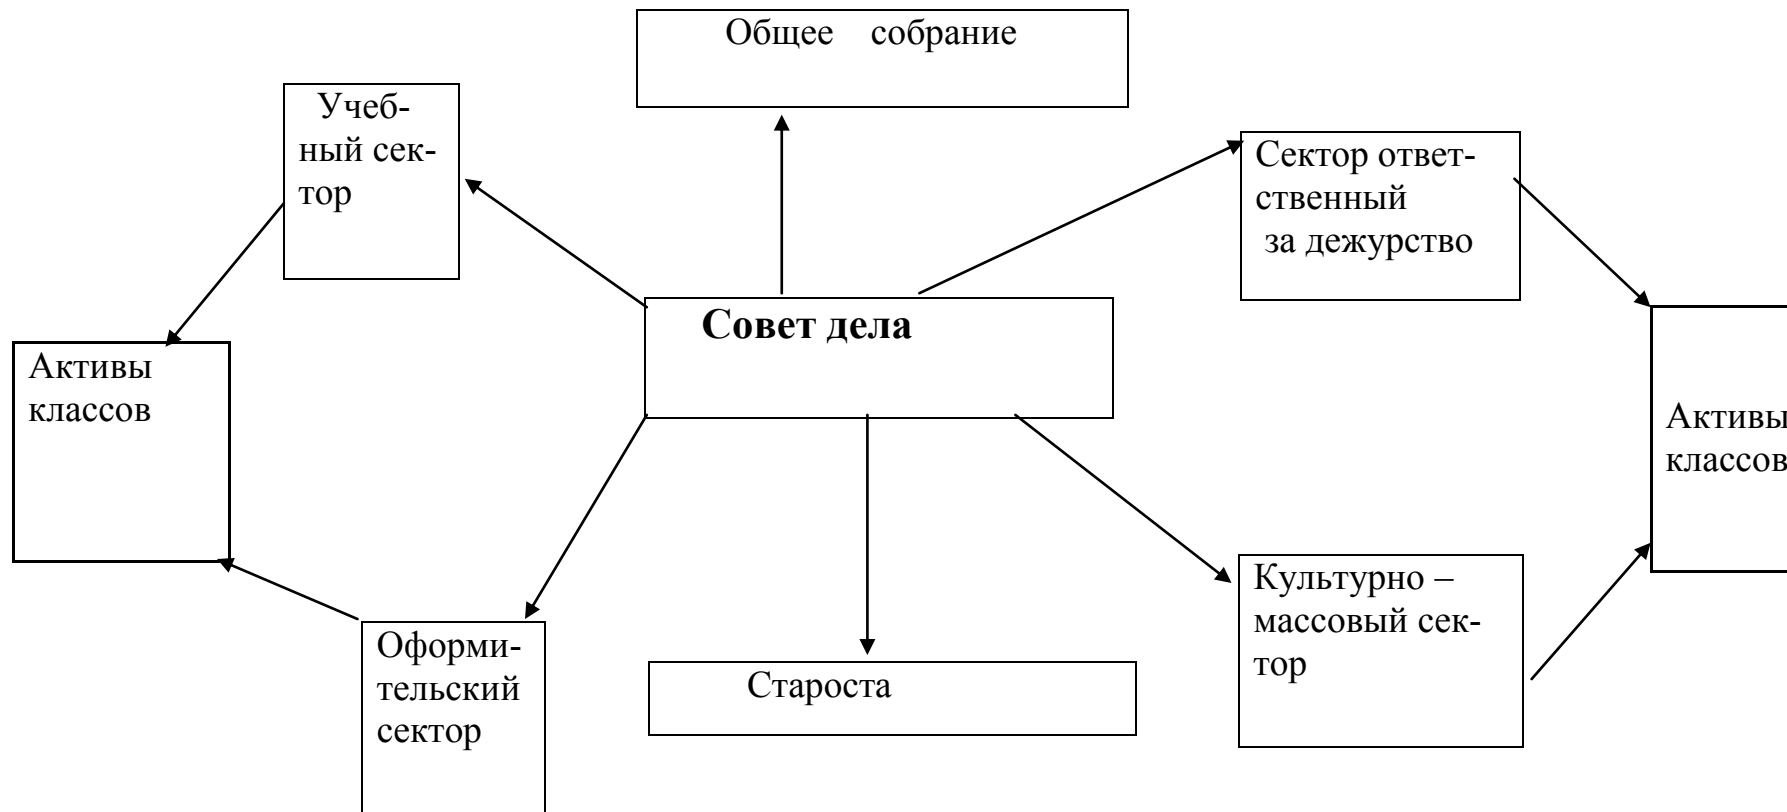 Общее собрание
Учеб-
ный сек-
тор
Сектор ответ-
ственный
за дежурство
Совет дела
Активы
классов
Активы
классов
Оформи-
тельский
сектор
Староста
Культурно –
массовый сек-
тор